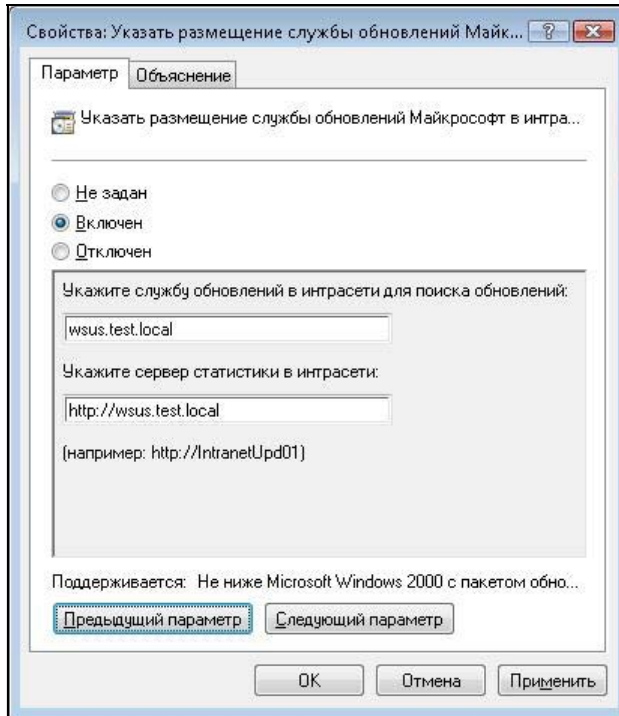 Свойства: Указать размещение службы обновлений Майк...
Параметр
Объяснение
Указать размещение службы обновлений Майкрософт в интра...
Не задан
Включен
Отключен
Укажите службу обновлений в интрасети для поиска обновлений:
wsus.test.local
Укажите сервер статистики в интрасети:
http://wsus.test.local
(например: http://IntranetUpd01)
Поддерживается: Не ниже Microsoft Windows 2000 с пакетом обно...
Предыдущий параметр
Следующий параметр
ОК
Отмена
Применить